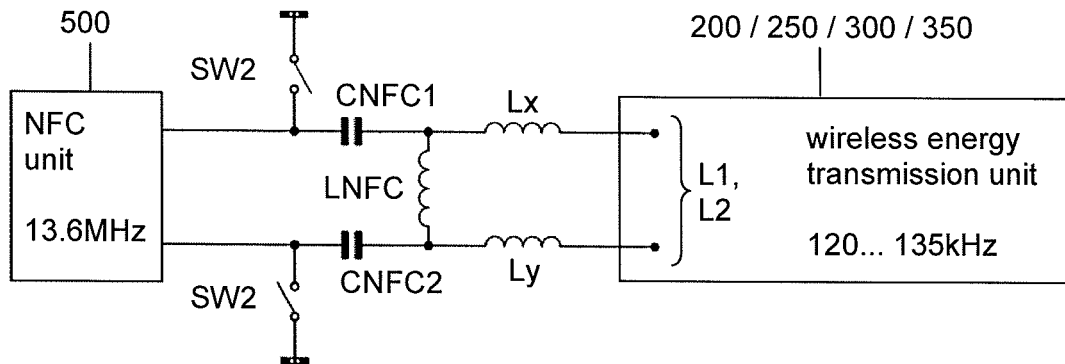 500
200 / 250 / 300 / 350
SW2
CNFC1
Lx
NFC
unit
13.6MHz
LNFC
L1,
L2
wireless energy
transmission unit
120... 135kHz
SW2
CNFC2
Ly